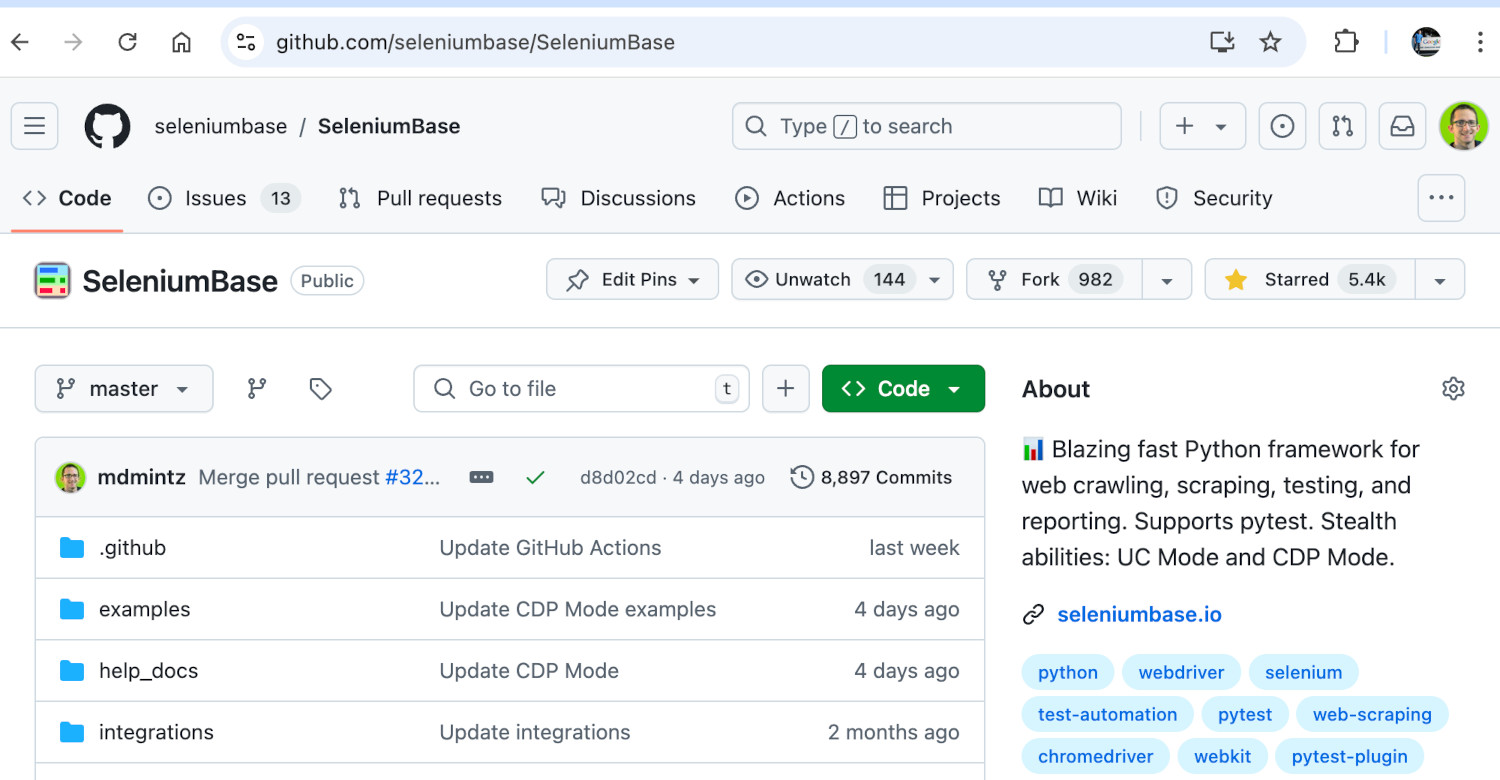 github.com/seleniumbase/SeleniumBase
seleniumbase / SeleniumBase
Type / to search
Code
Issues 13
Pull requests
Discussions
Actions
Projects
Wiki
Security
SeleniumBase Public
Edit Pins
Unwatch 144
Fork 982
Starred 5.4k
master
Go to file t
Code
mdmintz Merge pull request #32... d8d02cd · 4 days ago 8,897 Commits
.github Update GitHub Actions last week
examples Update CDP Mode examples 4 days ago
help_docs Update CDP Mode 4 days ago
integrations Update integrations 2 months ago
About
Blazing fast Python framework for
web crawling, scraping, testing, and
reporting. Supports pytest. Stealth
abilities: UC Mode and CDP Mode.
seleniumbase.io
python webdriver selenium
test-automation pytest web-scraping
chromedriver webkit pytest-plugin